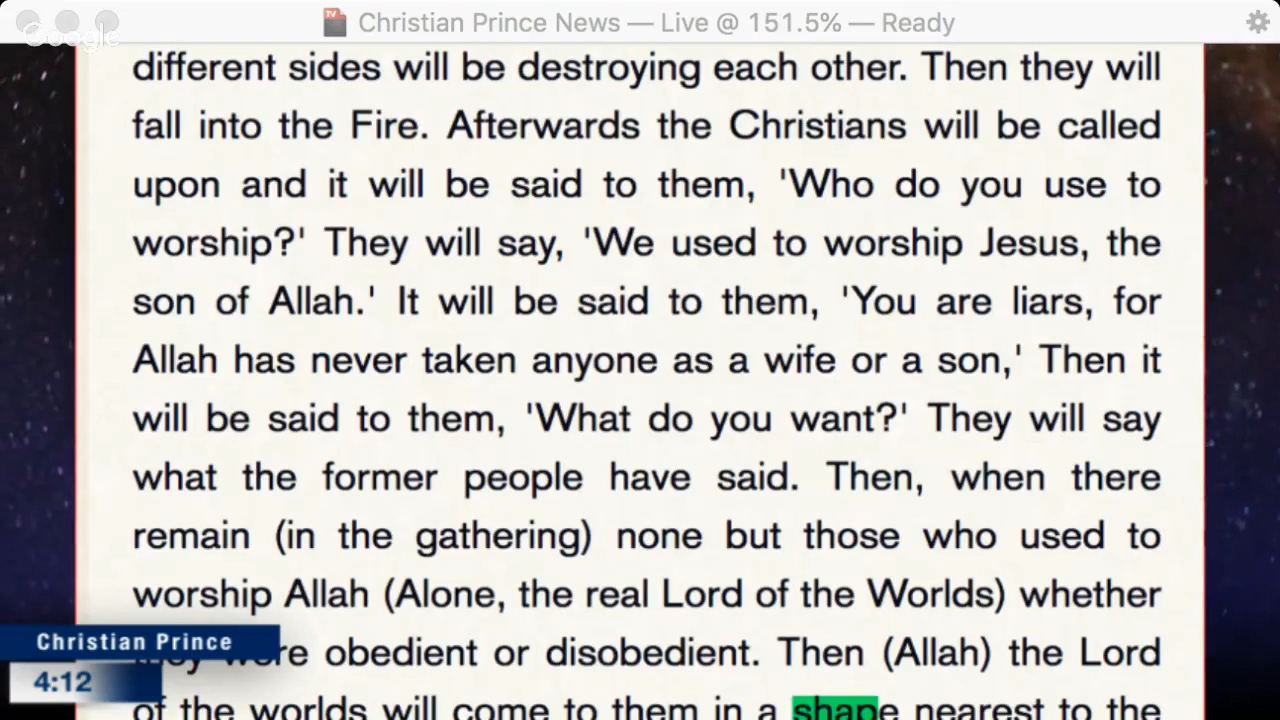 Christian Prince News — Live @ 151.5% — Ready
Google
different sides will be destroying each other. Then they will
fall into the Fire. Afterwards the Christians will be called
upon and it will be said to them, 'Who do you use to
worship?' They will say, 'We used to worship Jesus, the
son of Allah.' It will be said to them, 'You are liars, for
Allah has never taken anyone as a wife or a son,' Then it
will be said to them, 'What do you want?' They will say
what the former people have said. Then, when there
remain (in the gathering) none but those who used to
worship Allah (Alone, the real Lord of the Worlds) whether
they were obedient or disobedient. Then (Allah) the Lord
of the worlds will come to them in a shape nearest to the
Christian Prince
4:12